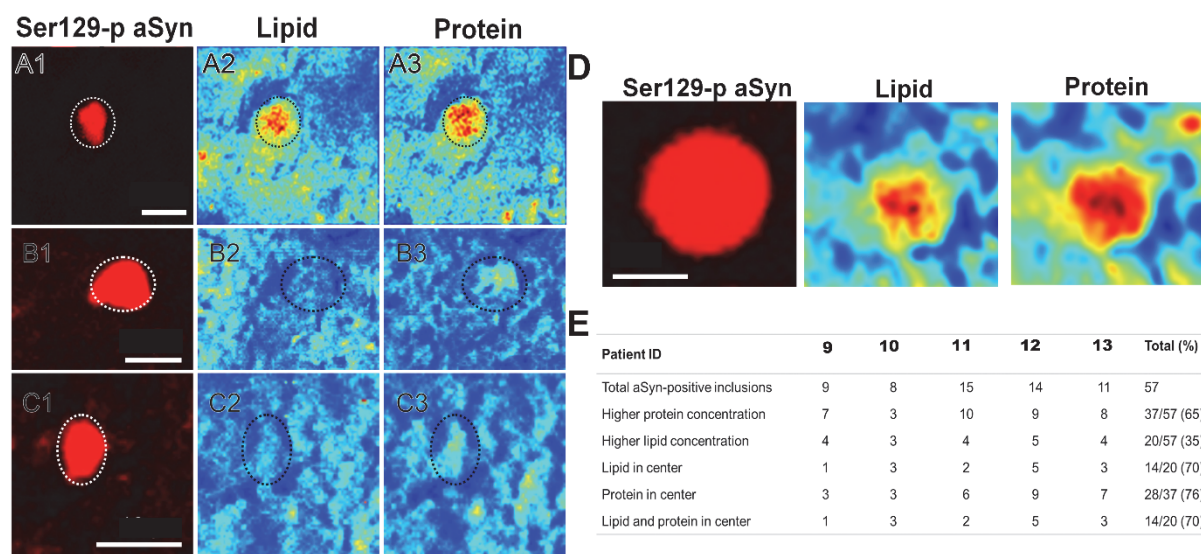 Ser129-p aSyn Lipid Protein
A1 A2 A3
B1 B2 B3
C1 C2 C3
D
Ser129-p aSyn Lipid Protein
E
Patient ID 9 10 11 12 13 Total (%)
Total aSyn-positive inclusions 9 8 15 14 11 57
Higher protein concentration 7 3 10 9 8 37/57 (65)
Higher lipid concentration 4 3 4 5 4 20/57 (35)
Lipid in center 1 3 2 5 3 14/20 (70)
Protein in center 3 3 6 9 7 28/37 (76)
Lipid and protein in center 1 3 2 5 3 14/20 (70)